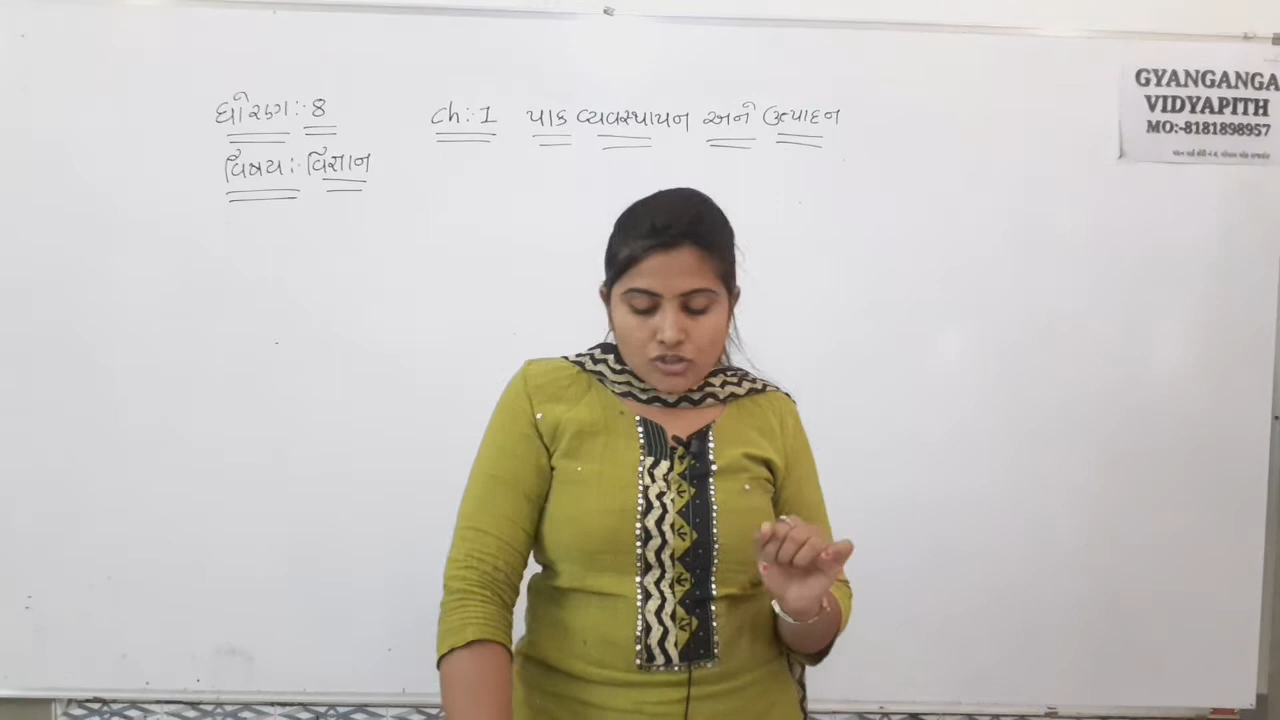 ધોરણ:- 8
વિષય:- વિજ્ઞાન
Ch:-1 પાક વ્યવસ્થાપન અને ઉત્પાદન
GYANGANGA
VIDYAPITH
MO:-8181898957